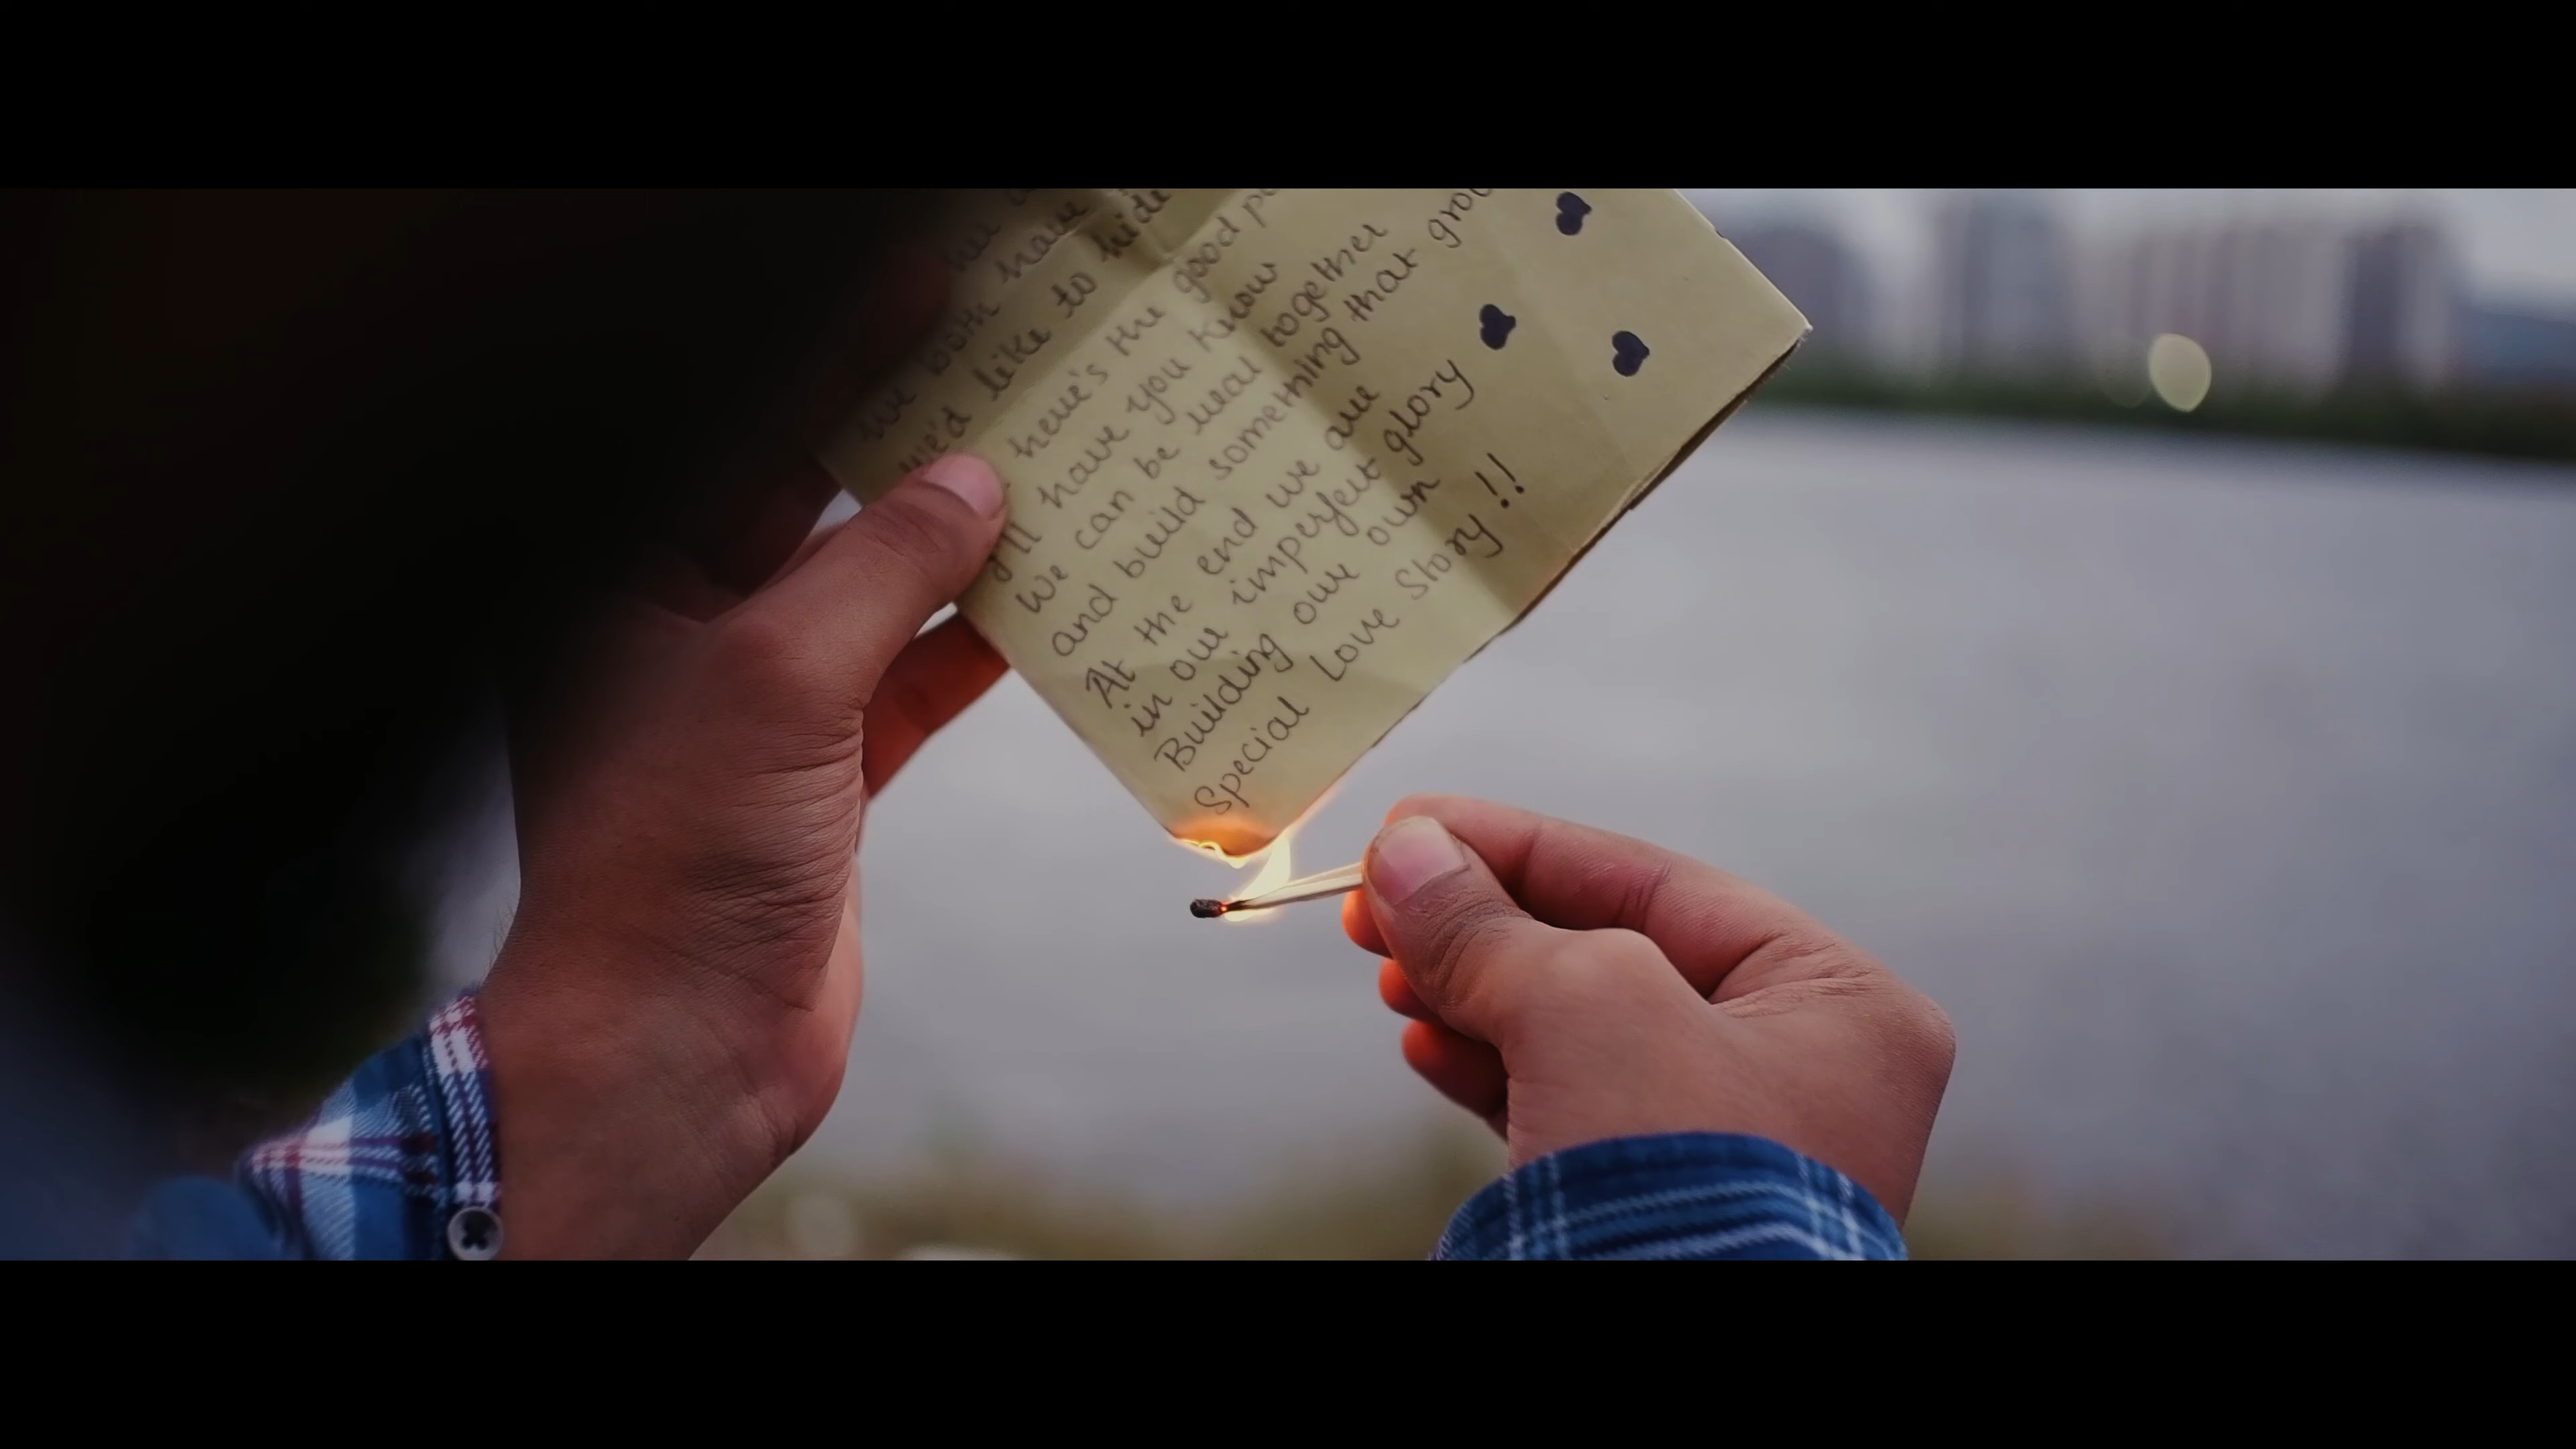 we both have
we'd like to hide
here's the good
I'll have you know
We can be real together
and build something that
At the end we are
in our imperfect glory
Building our own
Special Love Story !!